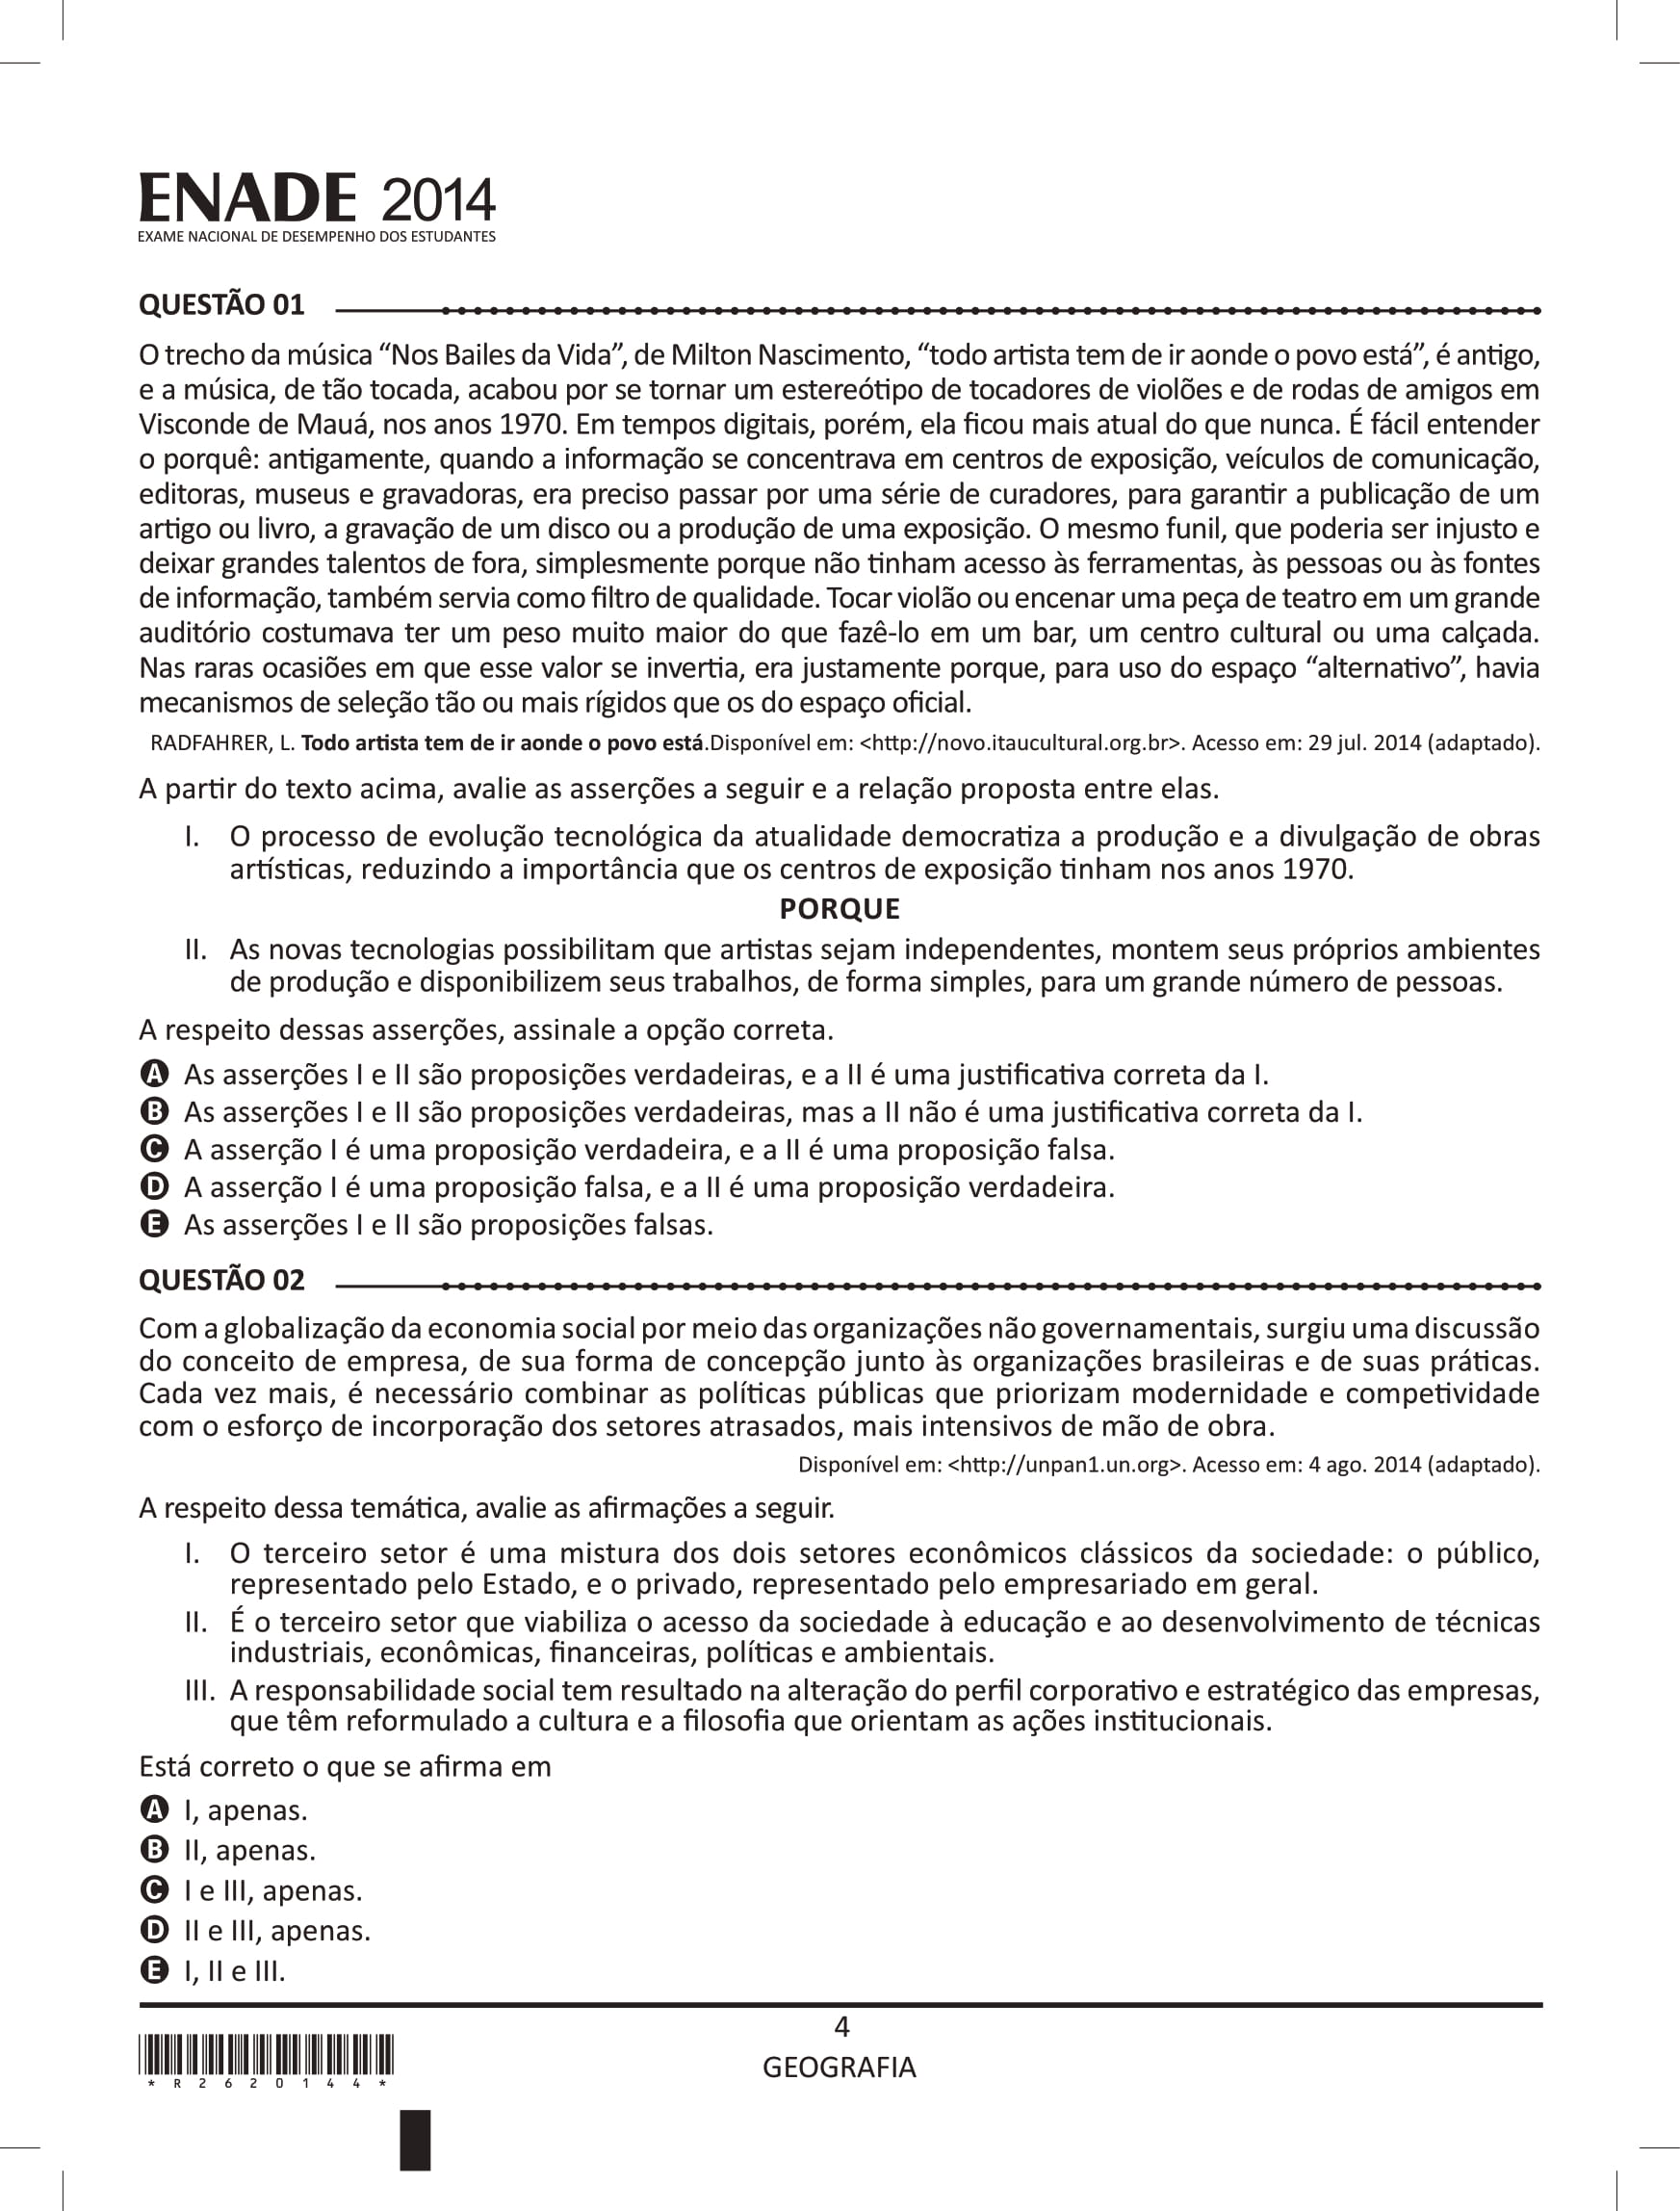 ENADE 2014
EXAME NACIONAL DE DESEMPENHO DOS ESTUDANTES
QUESTÃO 01
O trecho da música “Nos Bailes da Vida”, de Milton Nascimento, “todo artista tem de ir aonde o povo está”, é antigo,
e a música, de tão tocada, acabou por se tornar um estereótipo de tocadores de violões e de rodas de amigos em
Visconde de Mauá, nos anos 1970. Em tempos digitais, porém, ela ficou mais atual do que nunca. É fácil entender
o porquê: antigamente, quando a informação se concentrava em centros de exposição, veículos de comunicação,
editoras, museus e gravadoras, era preciso passar por uma série de curadores, para garantir a publicação de um
artigo ou livro, a gravação de um disco ou a produção de uma exposição. O mesmo funil, que poderia ser injusto e
deixar grandes talentos de fora, simplesmente porque não tinham acesso às ferramentas, às pessoas ou às fontes
de informação, também servia como filtro de qualidade. Tocar violão ou encenar uma peça de teatro em um grande
auditório costumava ter um peso muito maior do que fazê-lo em um bar, um centro cultural ou uma calçada.
Nas raras ocasiões em que esse valor se invertia, era justamente porque, para uso do espaço “alternativo”, havia
mecanismos de seleção tão ou mais rígidos que os do espaço oficial.
RADFAHRER, L. Todo artista tem de ir aonde o povo está.Disponível em: <http://novo.itaucultural.org.br>. Acesso em: 29 jul. 2014 (adaptado).
A partir do texto acima, avalie as asserções a seguir e a relação proposta entre elas.
I. O processo de evolução tecnológica da atualidade democratiza a produção e a divulgação de obras
artísticas, reduzindo a importância que os centros de exposição tinham nos anos 1970.
PORQUE
II. As novas tecnologias possibilitam que artistas sejam independentes, montem seus próprios ambientes
de produção e disponibilizem seus trabalhos, de forma simples, para um grande número de pessoas.
A respeito dessas asserções, assinale a opção correta.
A As asserções I e II são proposições verdadeiras, e a II é uma justificativa correta da I.
B As asserções I e II são proposições verdadeiras, mas a II não é uma justificativa correta da I.
C A asserção I é uma proposição verdadeira, e a II é uma proposição falsa.
D A asserção I é uma proposição falsa, e a II é uma proposição verdadeira.
E As asserções I e II são proposições falsas.
QUESTÃO 02
Com a globalização da economia social por meio das organizações não governamentais, surgiu uma discussão
do conceito de empresa, de sua forma de concepção junto às organizações brasileiras e de suas práticas.
Cada vez mais, é necessário combinar as políticas públicas que priorizam modernidade e competividade
com o esforço de incorporação dos setores atrasados, mais intensivos de mão de obra.
Disponível em: <http://unpan1.un.org>. Acesso em: 4 ago. 2014 (adaptado).
A respeito dessa temática, avalie as afirmações a seguir.
I. O terceiro setor é uma mistura dos dois setores econômicos clássicos da sociedade: o público,
representado pelo Estado, e o privado, representado pelo empresariado em geral.
II. É o terceiro setor que viabiliza o acesso da sociedade à educação e ao desenvolvimento de técnicas
industriais, econômicas, financeiras, políticas e ambientais.
III. A responsabilidade social tem resultado na alteração do perfil corporativo e estratégico das empresas,
que têm reformulado a cultura e a filosofia que orientam as ações institucionais.
Está correto o que se afirma em
A I, apenas.
B II, apenas.
C I e III, apenas.
D II e III, apenas.
E I, II e III.
4
GEOGRAFIA
* R 2 6 2 0 1 4 4 *